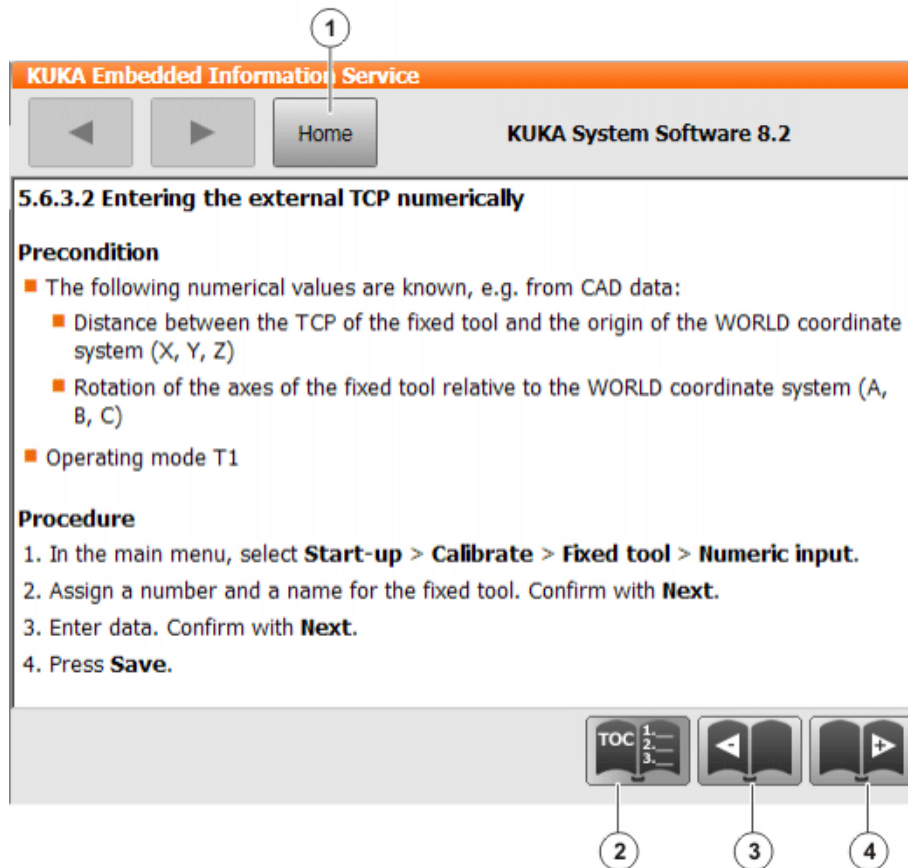 1
KUKA Embedded Information Service
Home
KUKA System Software 8.2
5.6.3.2 Entering the external TCP numerically
Precondition
The following numerical values are known, e.g. from CAD data:
Distance between the TCP of the fixed tool and the origin of the WORLD coordinate
system (X, Y, Z)
Rotation of the axes of the fixed tool relative to the WORLD coordinate system (A,
B, C)
Operating mode T1
Procedure
1. In the main menu, select Start-up > Calibrate > Fixed tool > Numeric input.
2. Assign a number and a name for the fixed tool. Confirm with Next.
3. Enter data. Confirm with Next.
4. Press Save.
TOC 1.__
2.__
3.__
- +
2 3 4